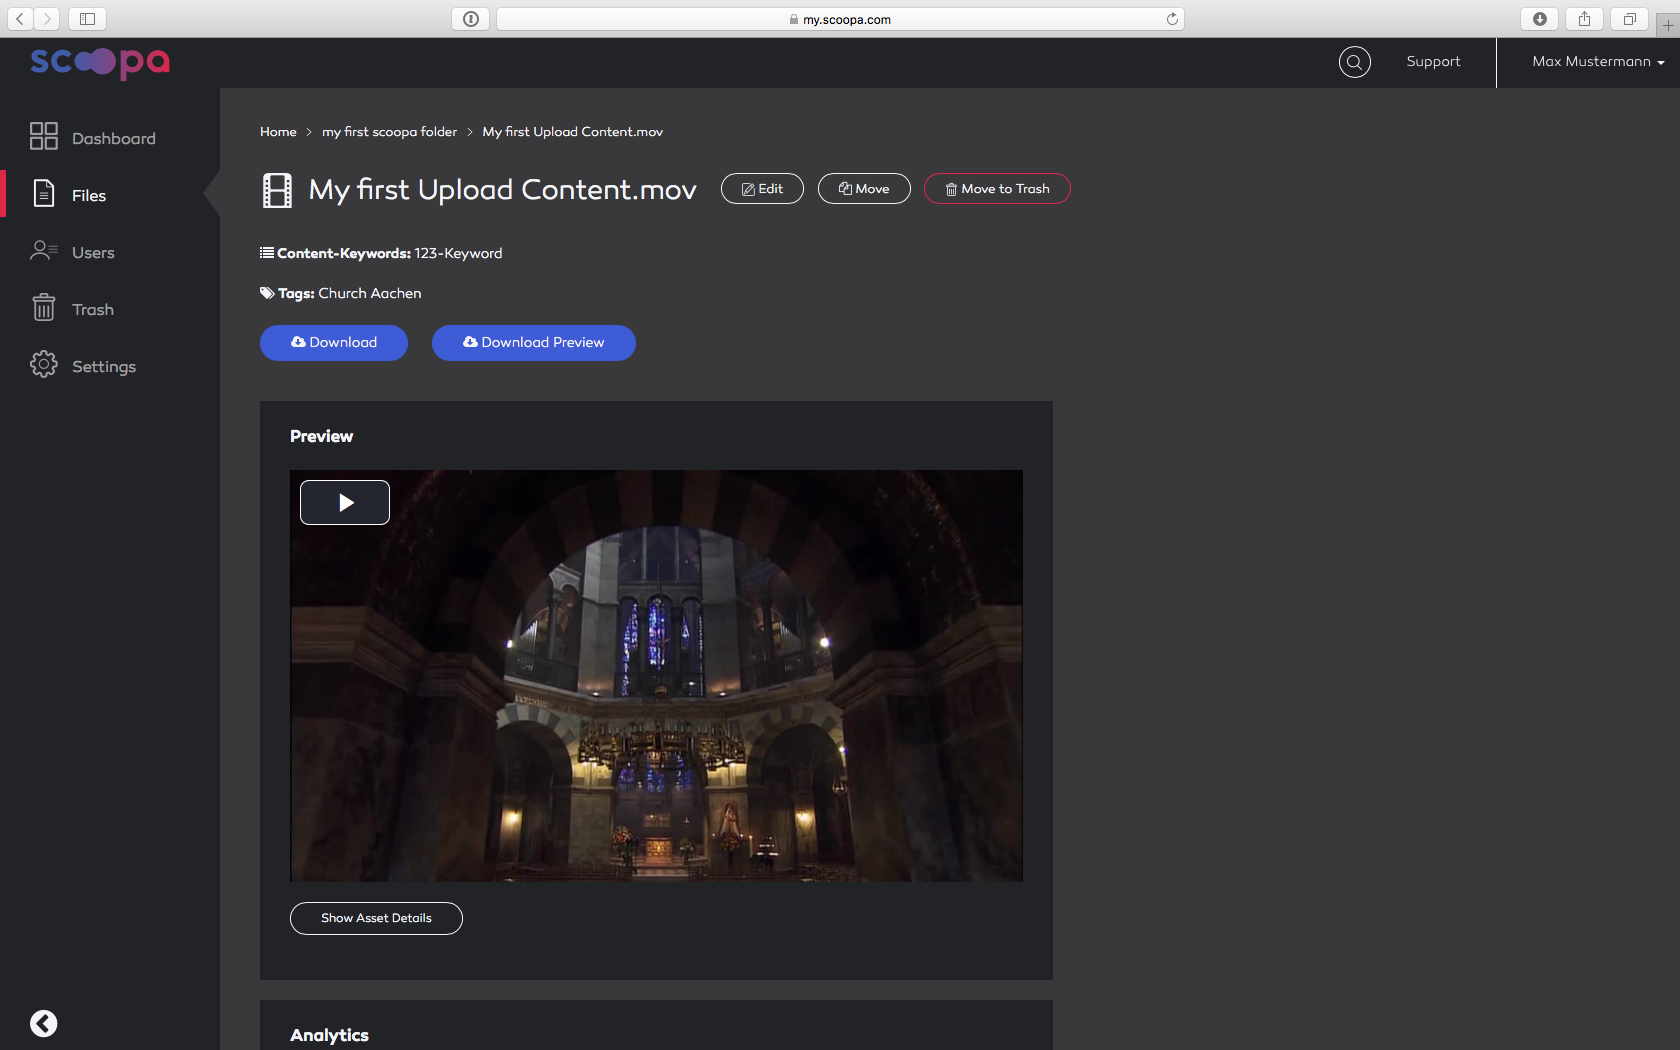 my.scoopa.com
scoopa
Support
Max Mustermann
Dashboard
Files
Users
Trash
Settings
Home > my first scoopa folder > My first Upload Content.mov
My first Upload Content.mov
Edit
Move
Move to Trash
Content-Keywords: 123-Keyword
Tags: Church Aachen
Download
Download Preview
Preview
Show Asset Details
Analytics